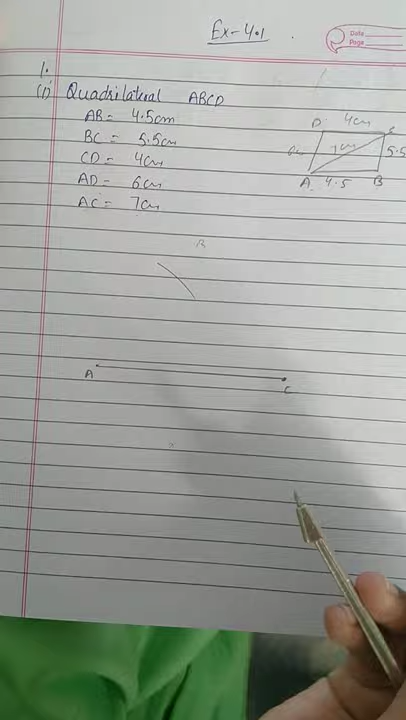 Ex-4.1
Date
Page
1.
(i) Quadrilateral ABCD
AB = 4.5cm
BC = 5.5cm
CD = 4cm
AD = 6cm
AC = 7cm
D 4cm C
7cm 5.5
A 4.5 B
B
A
C